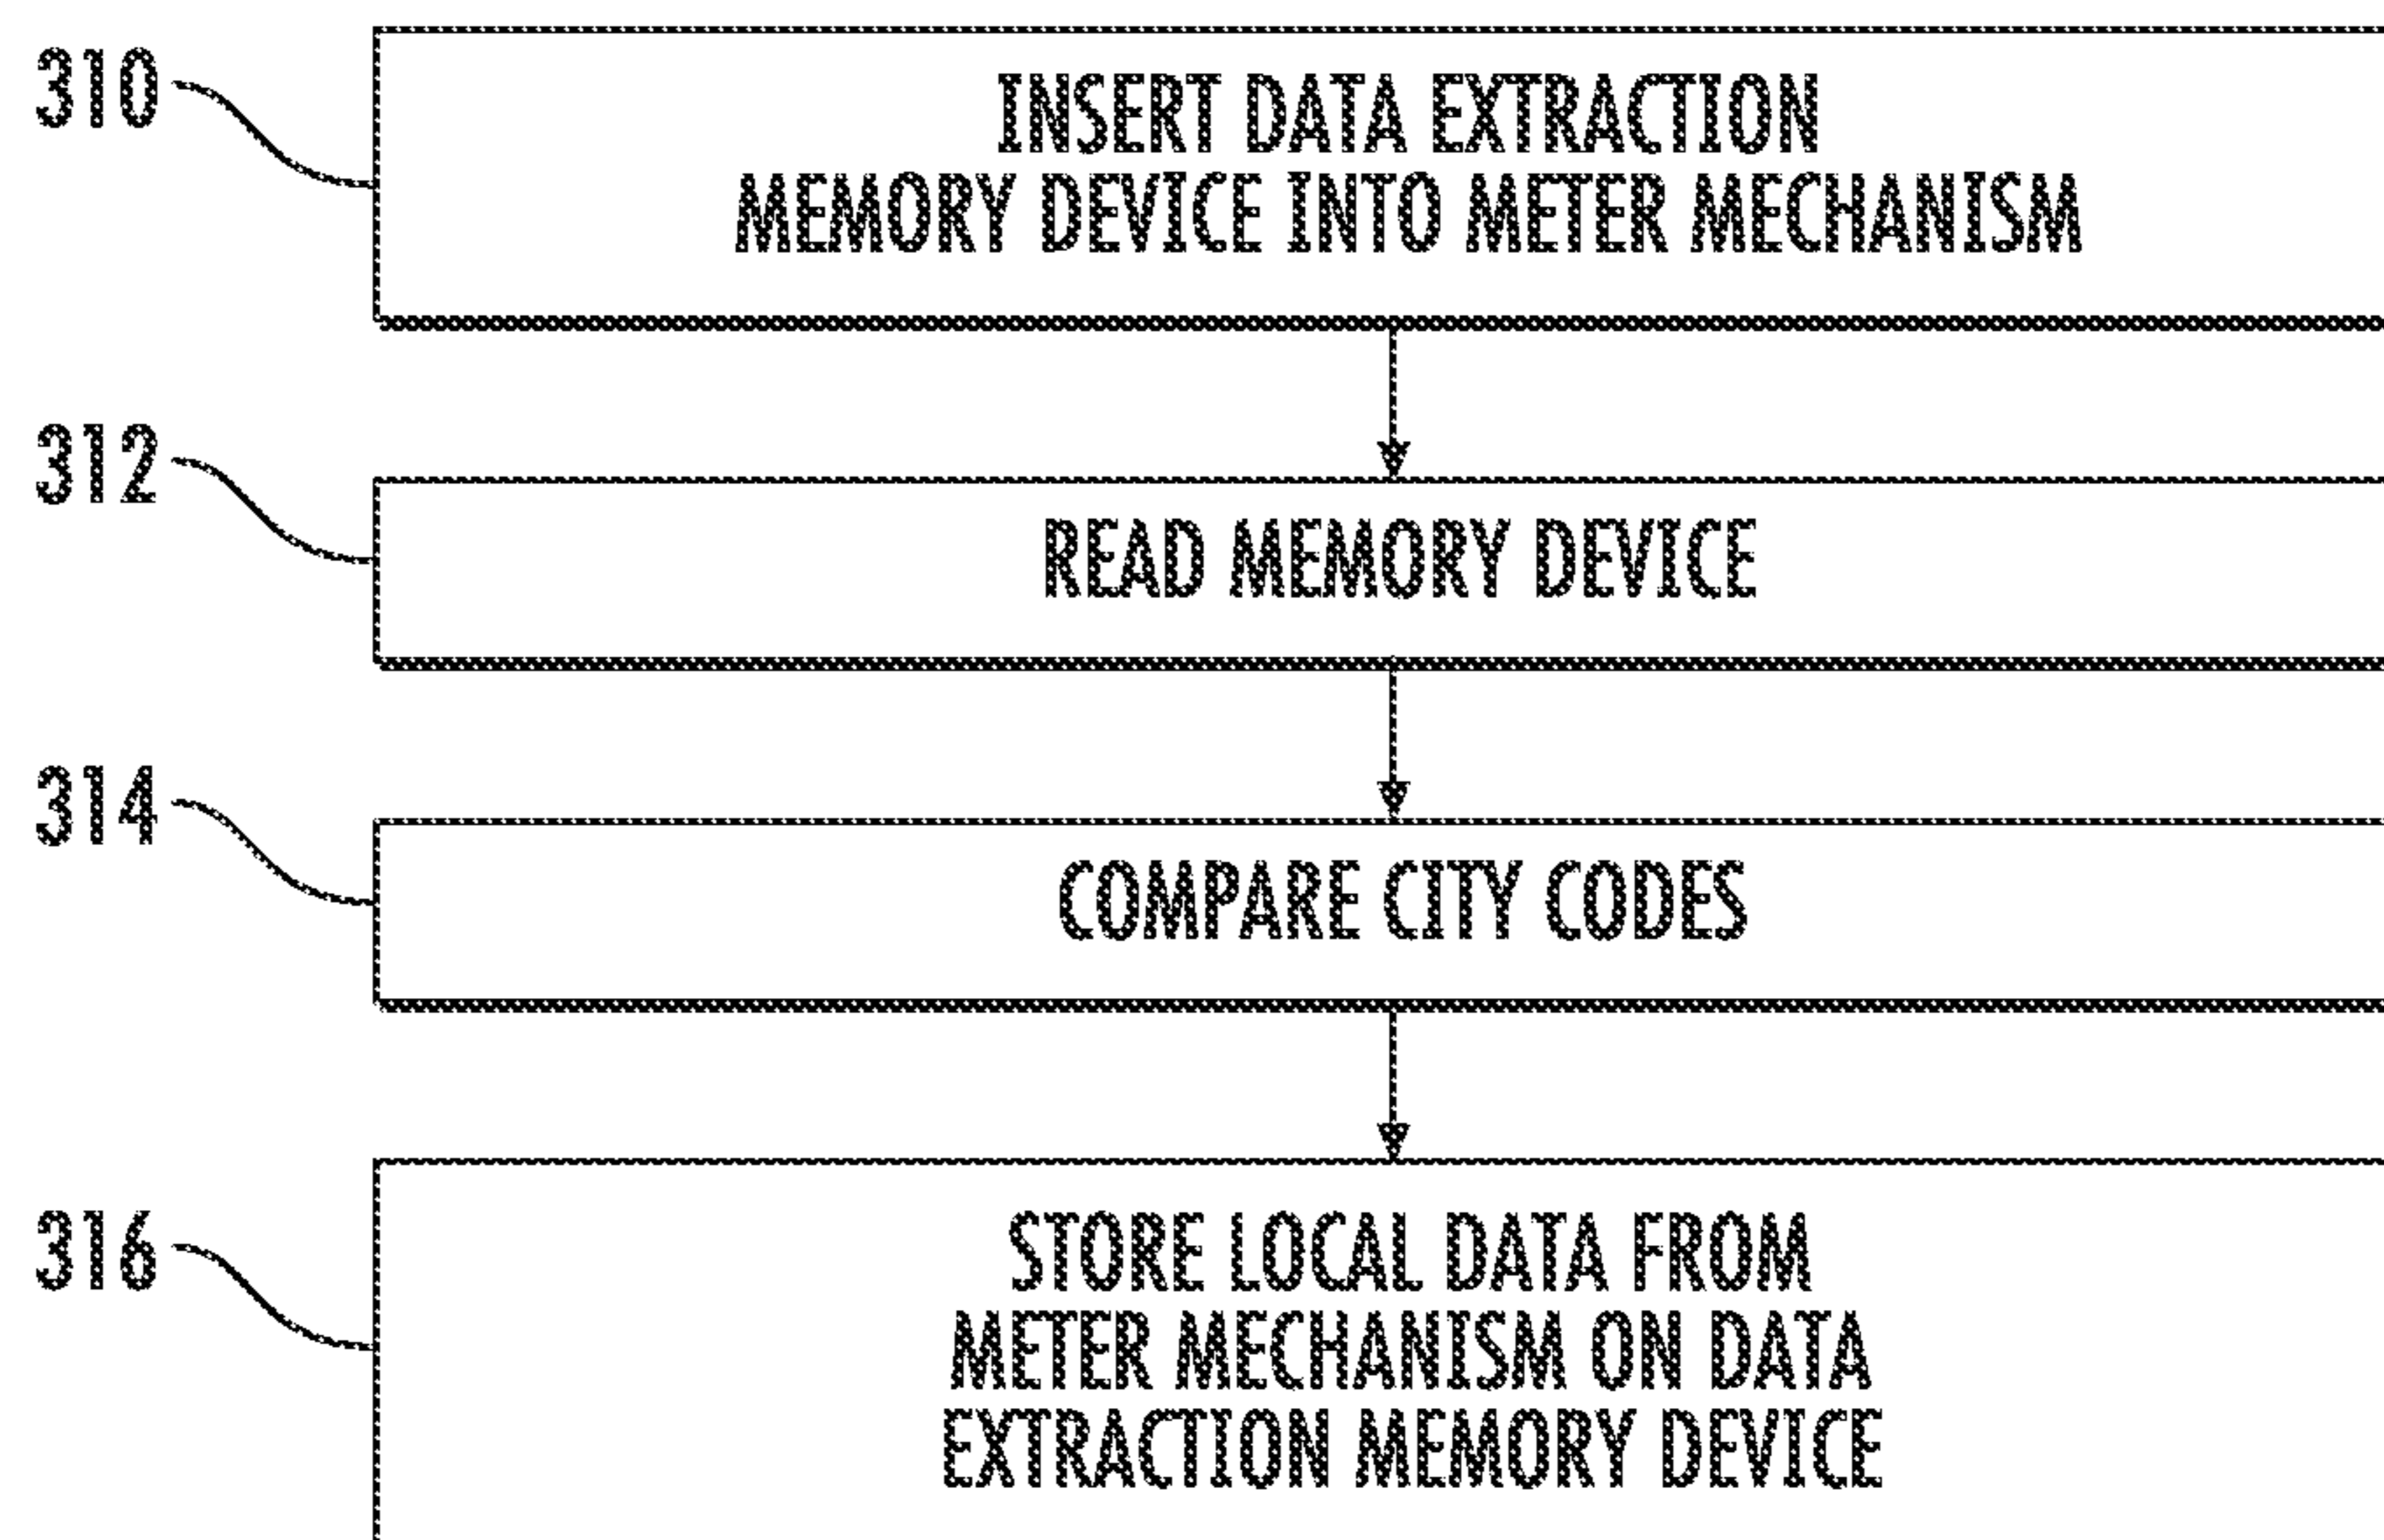 310
INSERT DATA EXTRACTION
MEMORY DEVICE INTO METER MECHANISM
312
READ MEMORY DEVICE
314
COMPARE CITY CODES
316
STORE LOCAL DATA FROM
METER MECHANISM ON DATA
EXTRACTION MEMORY DEVICE